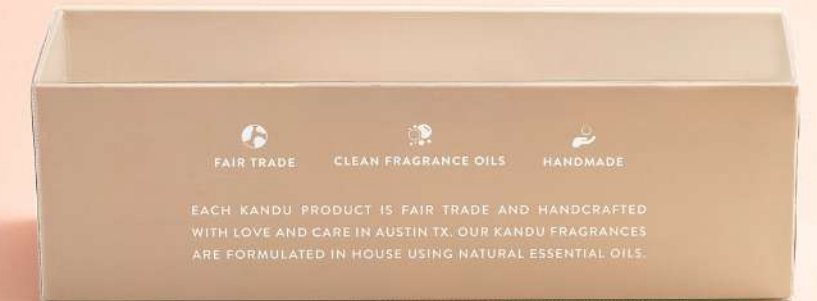 FAIR TRADE
CLEAN FRAGRANCE OILS
HANDMADE
EACH KANDU PRODUCT IS FAIR TRADE AND HANDCRAFTED
WITH LOVE AND CARE IN AUSTIN TX. OUR KANDU FRAGRANCES
ARE FORMULATED IN HOUSE USING NATURAL ESSENTIAL OILS.